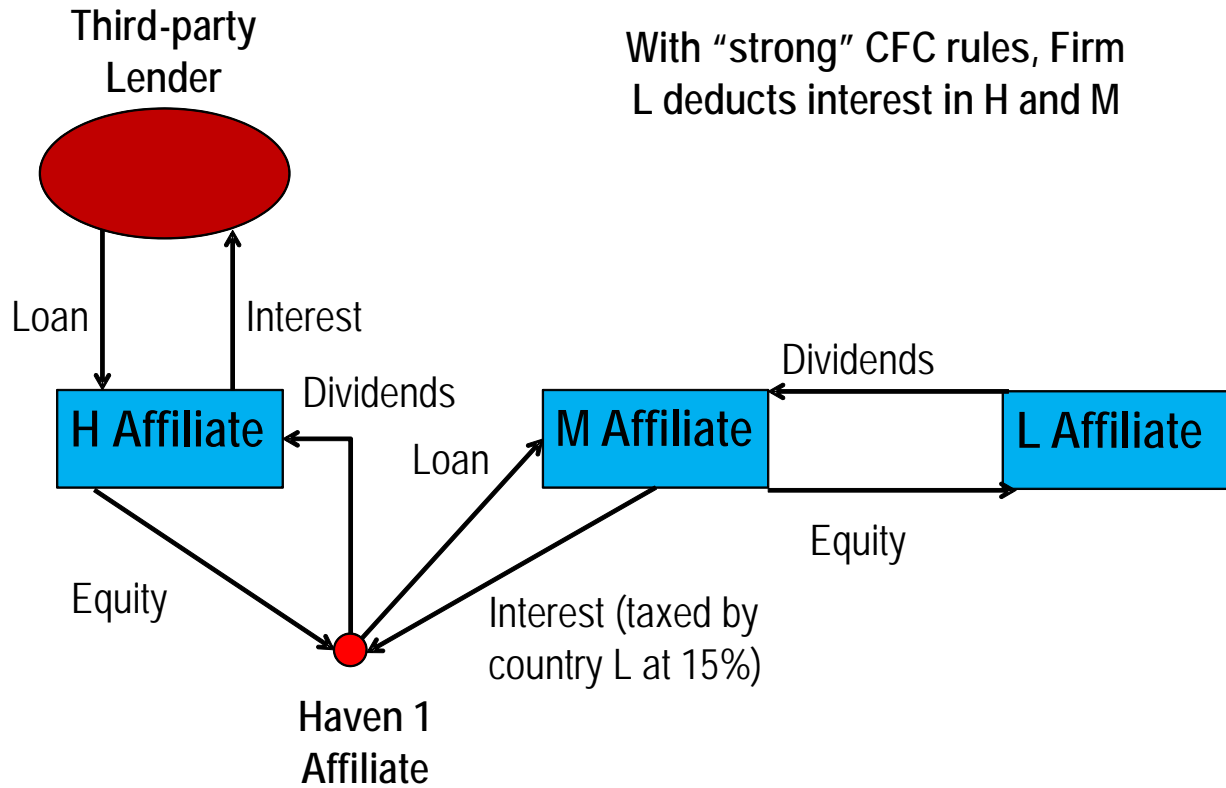 Third-party
Lender
With “strong” CFC rules, Firm
L deducts interest in H and M
Loan
Interest
Dividends
Dividends
H Affiliate
M Affiliate
L Affiliate
Loan
Equity
Equity
Interest (taxed by
country L at 15%)
Haven 1
Affiliate